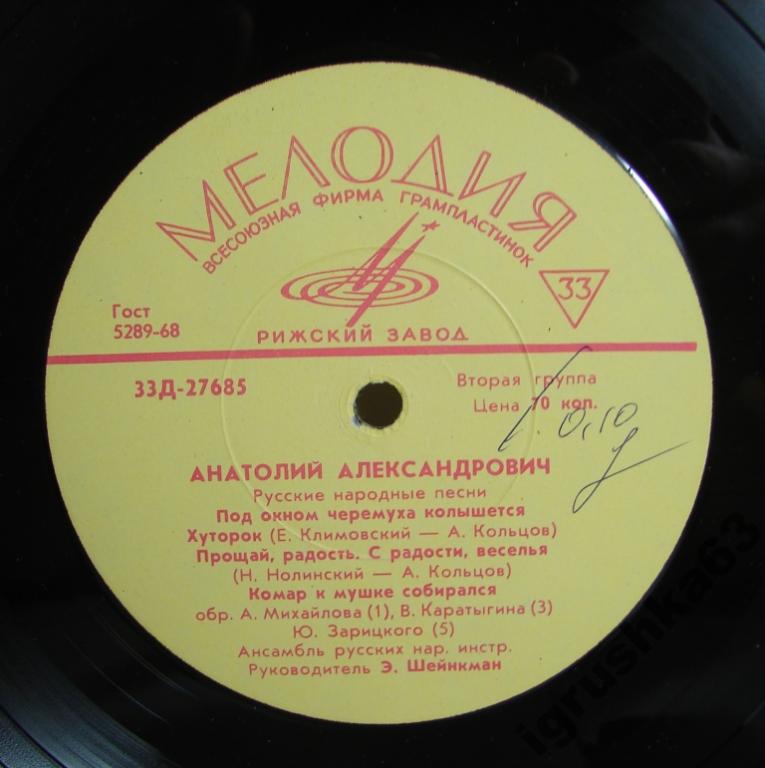 МЕЛОДИЯ
ВСЕСОЮЗНАЯ ФИРМА ГРАМПЛАСТИНОК
33
Гост
5289-68
РИЖСКИЙ ЗАВОД
33Д-27685
Вторая группа
Цена 70 коп.
0,10
АНАТОЛИЙ АЛЕКСАНДРОВИЧ
Русские народные песни
Под окном черемуха колышется
Хуторок (Е. Климовский — А. Кольцов)
Прощай, радость. С радости, веселья
(Н. Нолинский — А. Кольцов)
Комар к мушке собирался
обр. А. Михайлова (1), В. Каратыгина (3)
Ю. Зарицкого (5)
Ансамбль русских нар. инстр.
Руководитель Э. Шейнкман
igrushka63